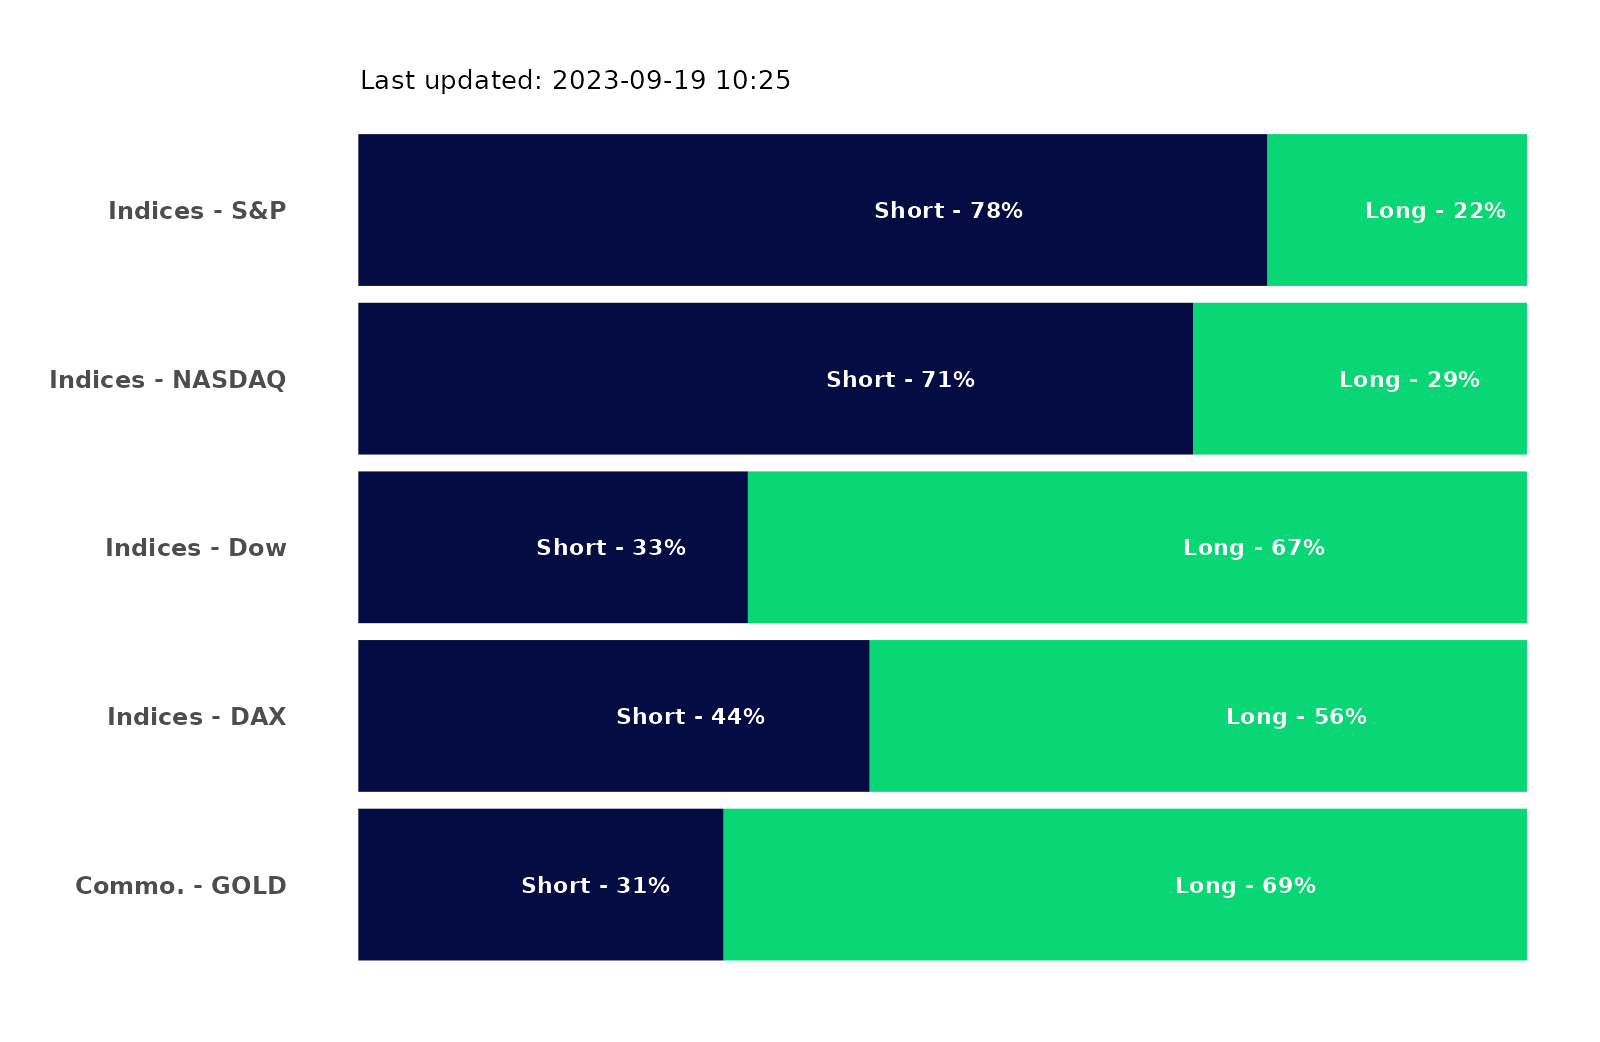 Last updated: 2023-09-19 10:25
Indices - S&P Short - 78% Long - 22%
Indices - NASDAQ Short - 71% Long - 29%
Indices - Dow Short - 33% Long - 67%
Indices - DAX Short - 44% Long - 56%
Commo. - GOLD Short - 31% Long - 69%